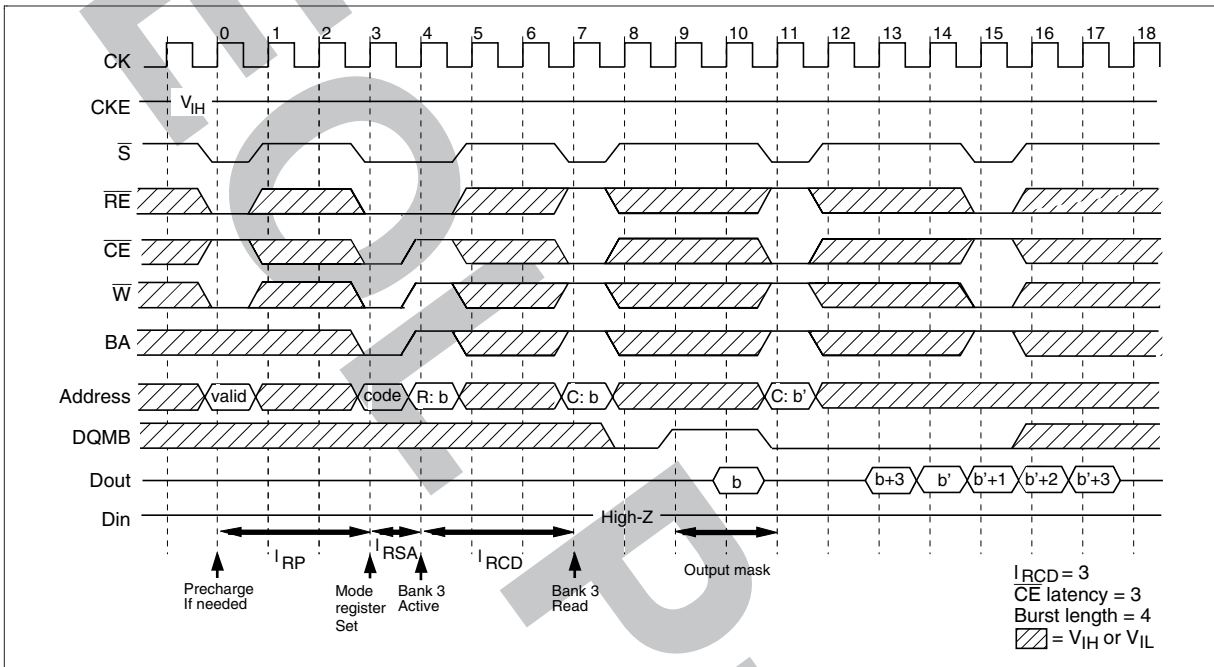 0 1 2 3 4 5 6 7 8 9 10 11 12 13 14 15 16 17 18
CK
CKE VIH
S
RE
CE
W
BA
Address valid code R: b C: b C: b'
DQMB
Dout b b+3 b' b'+1 b'+2 b'+3
Din High-Z
lRP lRSA lRCD Output mask
Precharge
If needed
Mode
register
Set
Bank 3
Active
Bank 3
Read
lRCD = 3
CE latency = 3
Burst length = 4
= VIH or VIL
EOL P